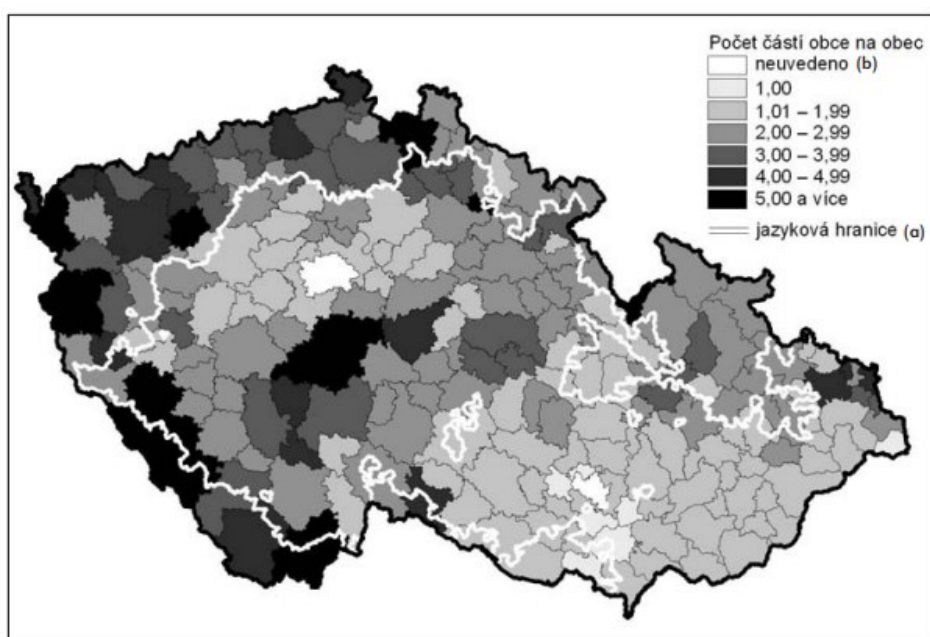 Počet částí obce na obec
neuvedeno (b)
1,00
1,01 – 1,99
2,00 – 2,99
3,00 – 3,99
4,00 – 4,99
5,00 a více
jazyková hranice (a)